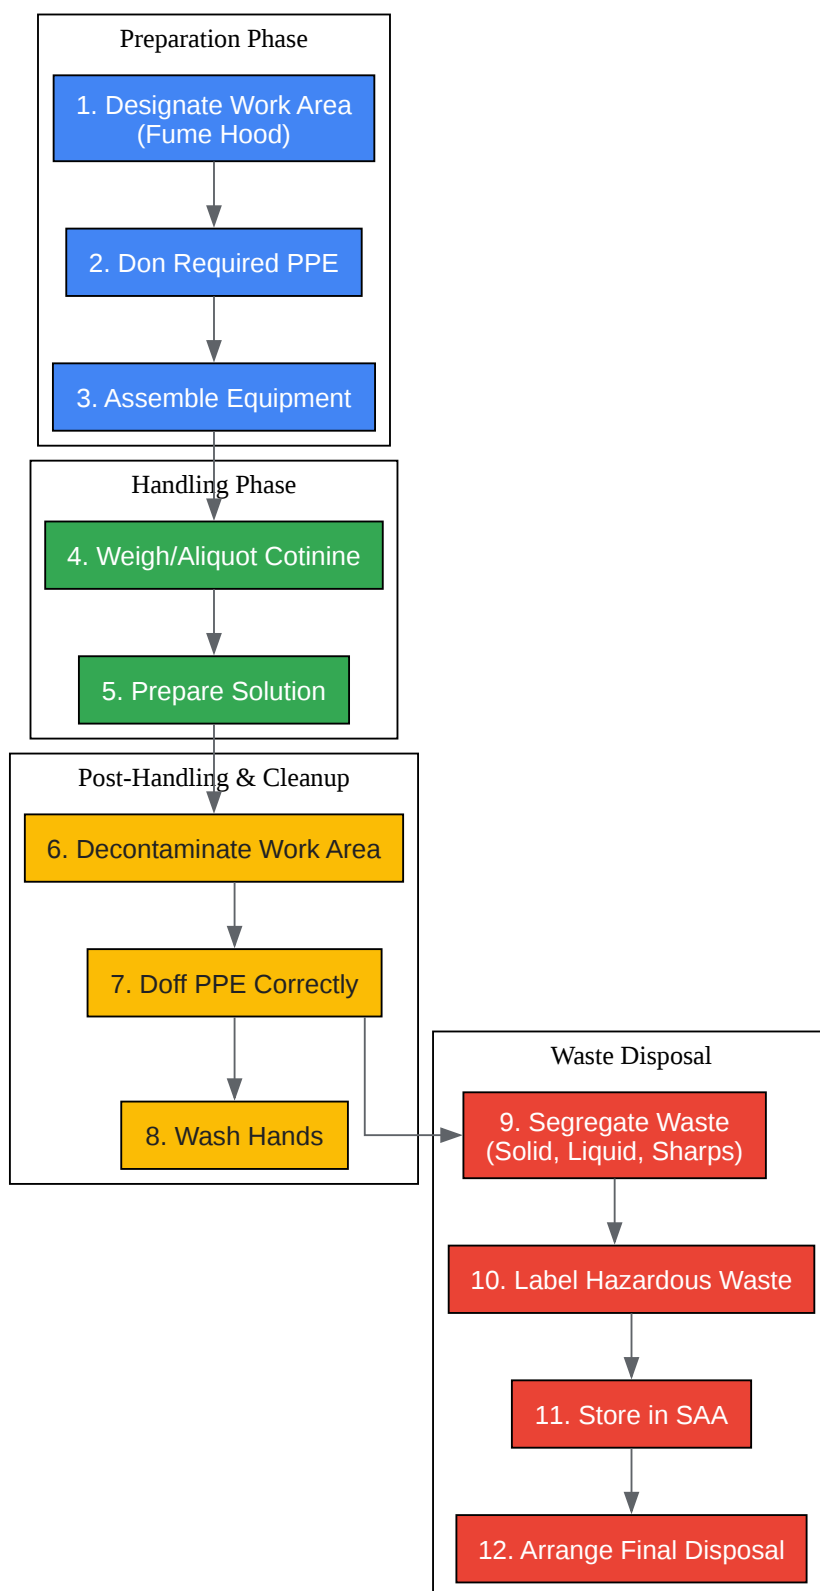 Preparation Phase
1. Designate Work Area
(Fume Hood)
2. Don Required PPE
3. Assemble Equipment
Handling Phase
4. Weigh/Aliquot Cotinine
5. Prepare Solution
Post-Handling & Cleanup
6. Decontaminate Work Area
7. Doff PPE Correctly
8. Wash Hands
Waste Disposal
9. Segregate Waste
(Solid, Liquid, Sharps)
10. Label Hazardous Waste
11. Store in SAA
12. Arrange Final Disposal